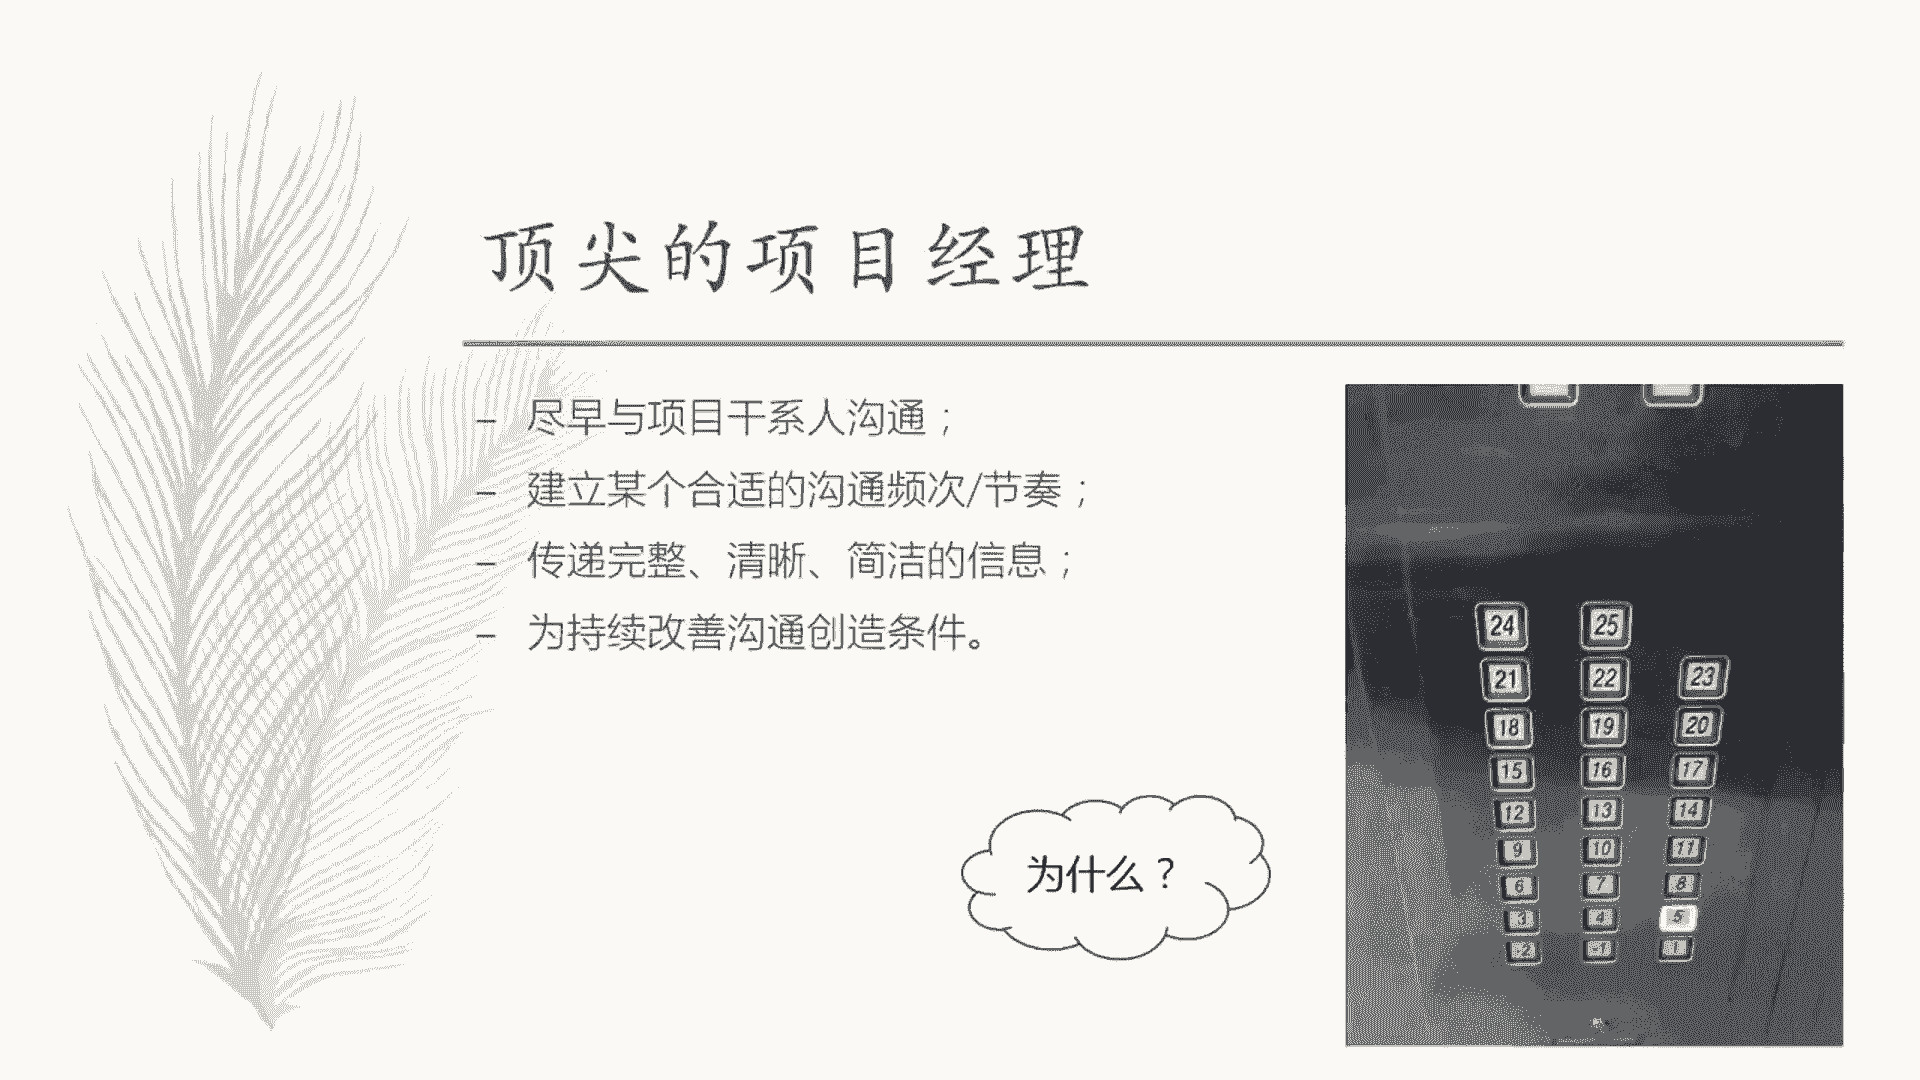 顶尖的项目经理
– 尽早与项目干系人沟通；
– 建立某个合适的沟通频次/节奏；
– 传递完整、清晰、简洁的信息；
– 为持续改善沟通创造条件。
为什么？
24 25
21 22 23
18 19 20
15 16 17
12 13 14
9 10 11
6 7 8
3 4 5
-2 -1 1